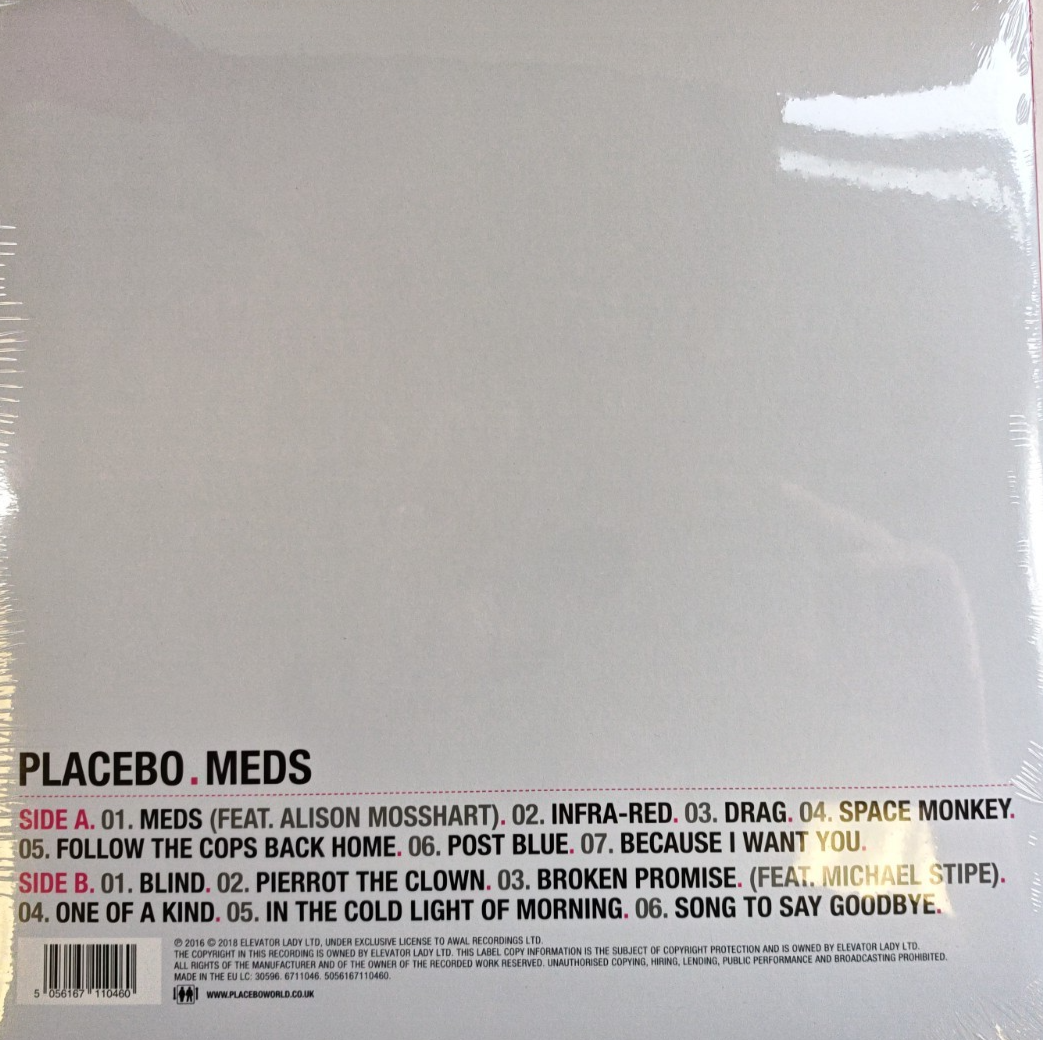 PLACEBO.MEDS
SIDE A. 01. MEDS (FEAT. ALISON MOSSHART). 02. INFRA-RED. 03. DRAG. 04. SPACE MONKEY.
05. FOLLOW THE COPS BACK HOME. 06. POST BLUE. 07. BECAUSE I WANT YOU.
SIDE B. 01. BLIND. 02. PIERROT THE CLOWN. 03. BROKEN PROMISE. (FEAT. MICHAEL STIPE).
04. ONE OF A KIND. 05. IN THE COLD LIGHT OF MORNING. 06. SONG TO SAY GOODBYE.
℗ 2016 © 2018 ELEVATOR LADY LTD, UNDER EXCLUSIVE LICENSE TO AWAL RECORDINGS LTD.
THE COPYRIGHT IN THIS RECORDING IS OWNED BY ELEVATOR LADY LTD. THIS LABEL COPY INFORMATION IS THE SUBJECT OF COPYRIGHT PROTECTION AND IS OWNED BY ELEVATOR LADY LTD.
ALL RIGHTS OF THE MANUFACTURER AND OF THE OWNER OF THE RECORDED WORK RESERVED. UNAUTHORISED COPYING, HIRING, LENDING, PUBLIC PERFORMANCE AND BROADCASTING PROHIBITED.
MADE IN THE EU LC: 30596. 6711046. 5056167110460.
5 056167 110460
WWW.PLACEBOWORLD.CO.UK